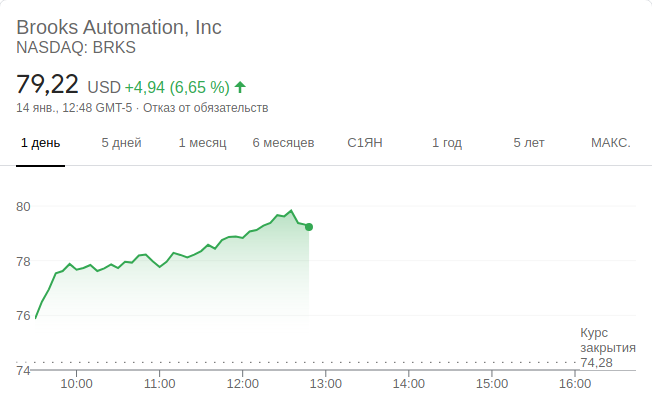 Brooks Automation, Inc
NASDAQ: BRKS
79,22 USD +4,94 (6,65 %)
14 янв., 12:48 GMT-5 · Отказ от обязательств
1 день 5 дней 1 месяц 6 месяцев С1ЯН 1 год 5 лет МАКС.
80
78
76
Курс
закрытия
74,28
74
10:00 11:00 12:00 13:00 14:00 15:00 16:00